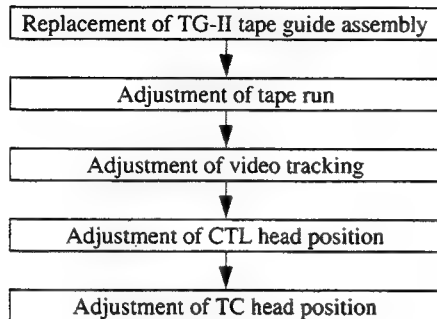 Replacement of TG-II tape guide assembly
Adjustment of tape run
Adjustment of video tracking
Adjustment of CTL head position
Adjustment of TC head position